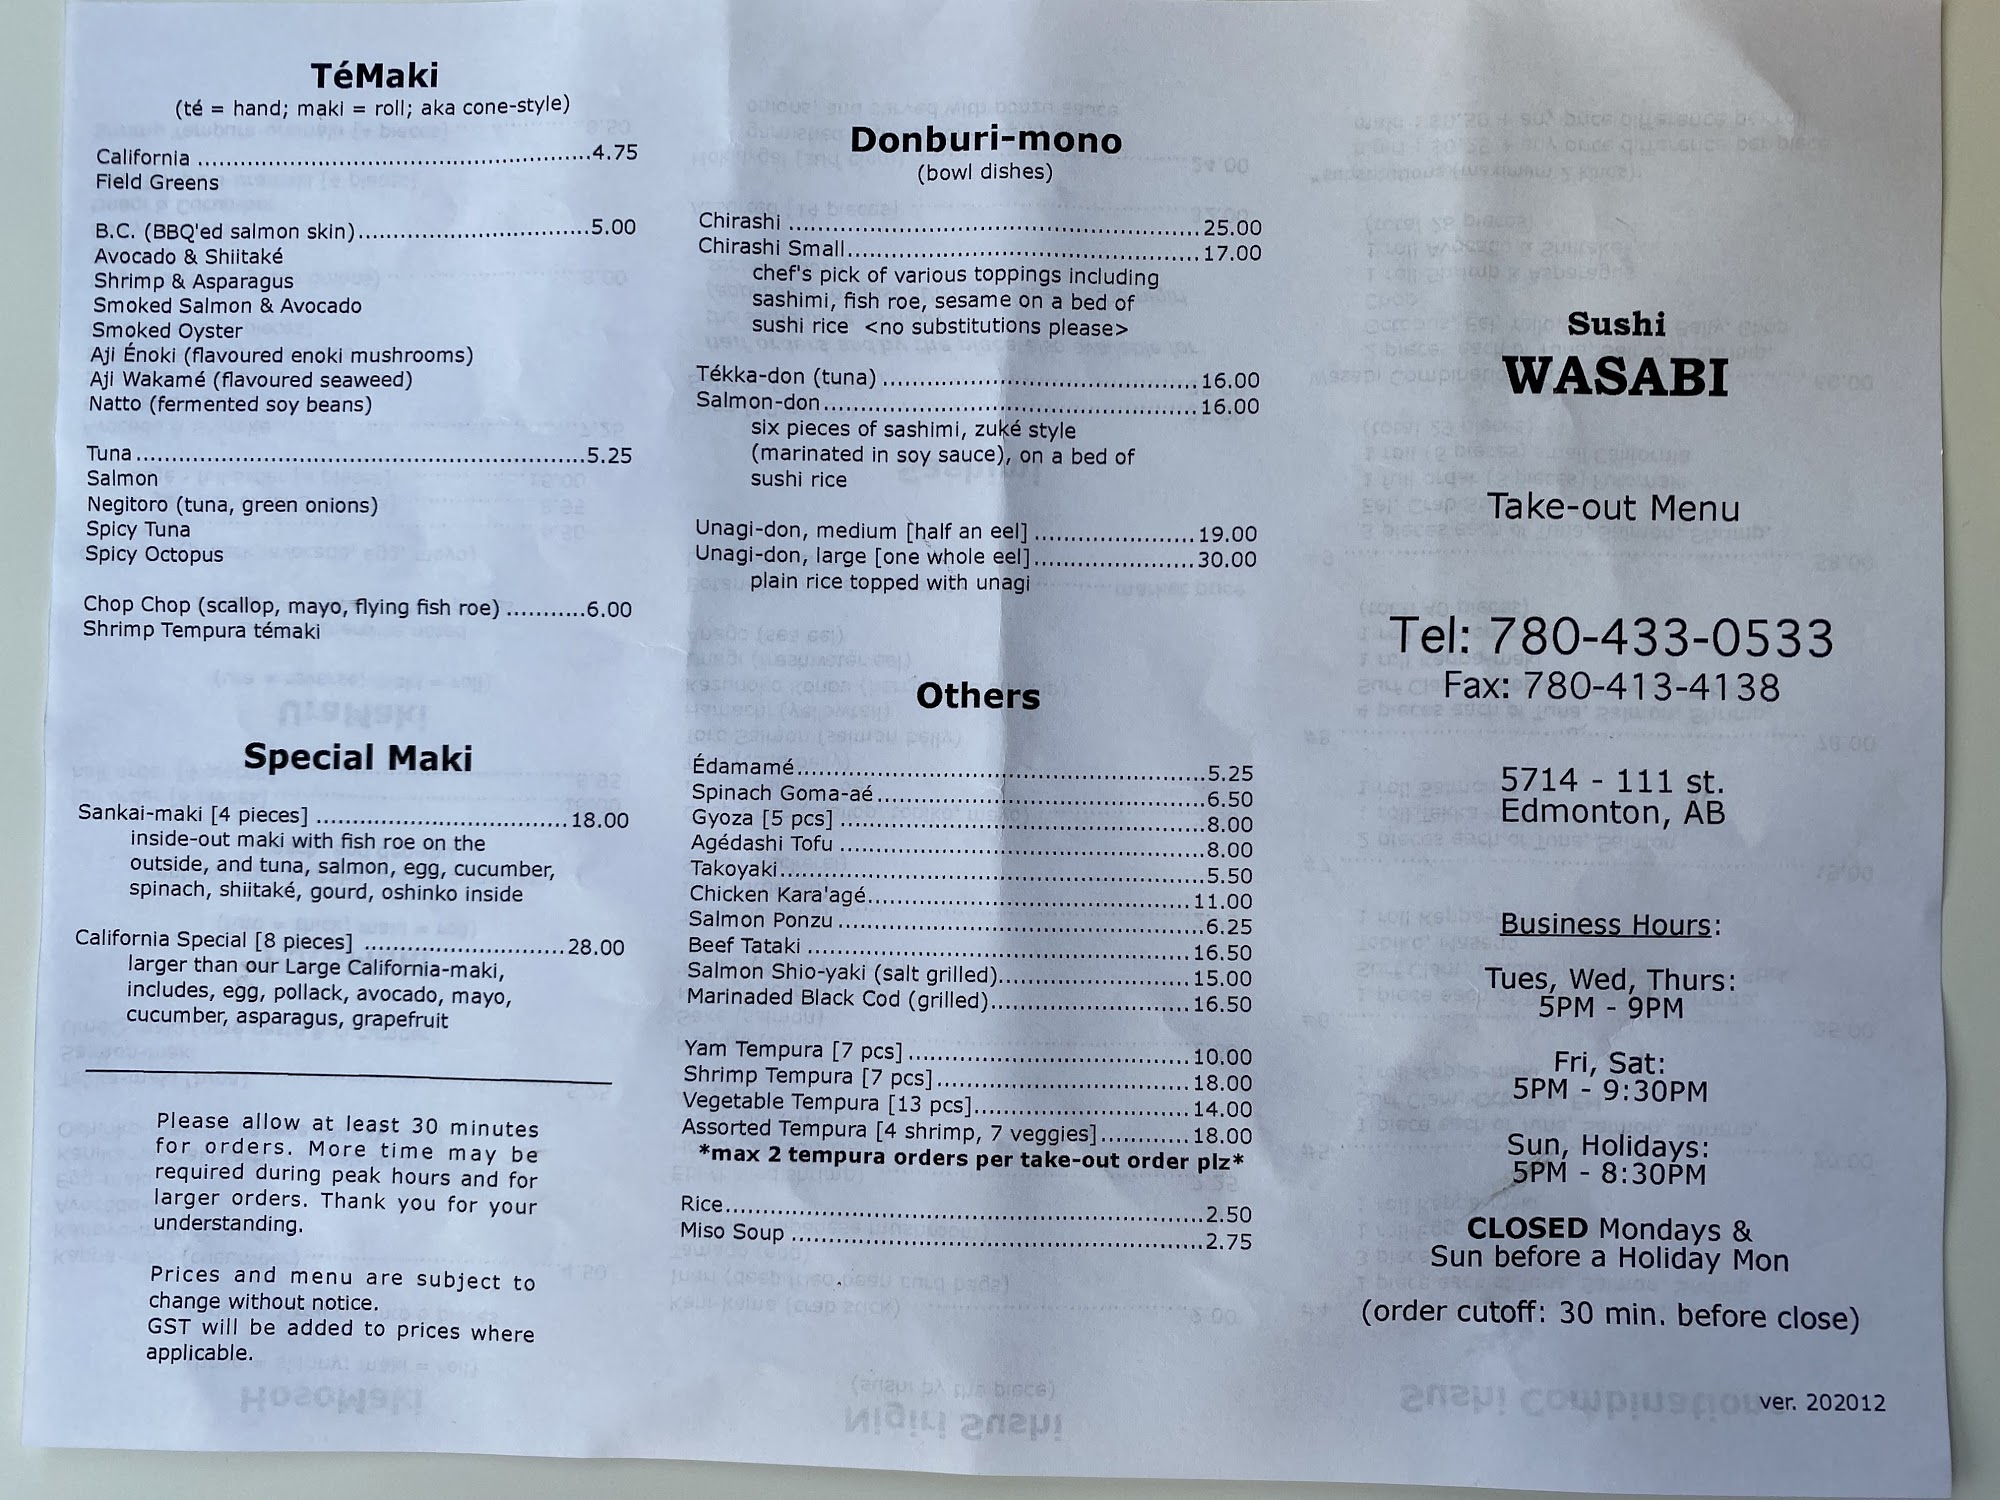 TéMaki
(té = hand; maki = roll; aka cone-style)
California ........................................................4.75
Field Greens
B.C. (BBQ'ed salmon skin)..................................5.00
Avocado & Shiitaké
Shrimp & Asparagus
Smoked Salmon & Avocado
Smoked Oyster
Aji Énoki (flavoured enoki mushrooms)
Aji Wakamé (flavoured seaweed)
Natto (fermented soy beans)
Tuna.................................................................5.25
Salmon
Negitoro (tuna, green onions)
Spicy Tuna
Spicy Octopus
Chop Chop (scallop, mayo, flying fish roe) ...........6.00
Shrimp Tempura témaki
Special Maki
Sankai-maki [4 pieces] ....................................18.00
inside-out maki with fish roe on the
outside, and tuna, salmon, egg, cucumber,
spinach, shiitaké, gourd, oshinko inside
California Special [8 pieces] ............................28.00
larger than our Large California-maki,
includes, egg, pollack, avocado, mayo,
cucumber, asparagus, grapefruit
Please allow at least 30 minutes
for orders. More time may be
required during peak hours and for
larger orders. Thank you for your
understanding.
Prices and menu are subject to
change without notice.
GST will be added to prices where
applicable.
Donburi-mono
(bowl dishes)
Chirashi ..........................................................25.00
Chirashi Small..................................................17.00
chef's pick of various toppings including
sashimi, fish roe, sesame on a bed of
sushi rice <no substitutions please>
Tékka-don (tuna) .............................................16.00
Salmon-don.....................................................16.00
six pieces of sashimi, zuké style
(marinated in soy sauce), on a bed of
sushi rice
Unagi-don, medium [half an eel] .......................19.00
Unagi-don, large [one whole eel].......................30.00
plain rice topped with unagi
Others
Édamamé..........................................................5.25
Spinach Goma-aé...............................................6.50
Gyoza [5 pcs] ....................................................8.00
Agédashi Tofu ....................................................8.00
Takoyaki............................................................5.50
Chicken Kara'agé..............................................11.00
Salmon Ponzu ....................................................6.25
Beef Tataki ......................................................16.50
Salmon Shio-yaki (salt grilled)...........................15.00
Marinaded Black Cod (grilled)............................16.50
Yam Tempura [7 pcs] .......................................10.00
Shrimp Tempura [7 pcs]....................................18.00
Vegetable Tempura [13 pcs]..............................14.00
Assorted Tempura [4 shrimp, 7 veggies]............18.00
*max 2 tempura orders per take-out order plz*
Rice...................................................................2.50
Miso Soup ..........................................................2.75
Sushi
WASABI
Take-out Menu
Tel: 780-433-0533
Fax: 780-413-4138
5714 - 111 st.
Edmonton, AB
Business Hours:
Tues, Wed, Thurs:
5PM - 9PM
Fri, Sat:
5PM - 9:30PM
Sun, Holidays:
5PM - 8:30PM
CLOSED Mondays &
Sun before a Holiday Mon
(order cutoff: 30 min. before close)
ver. 202012